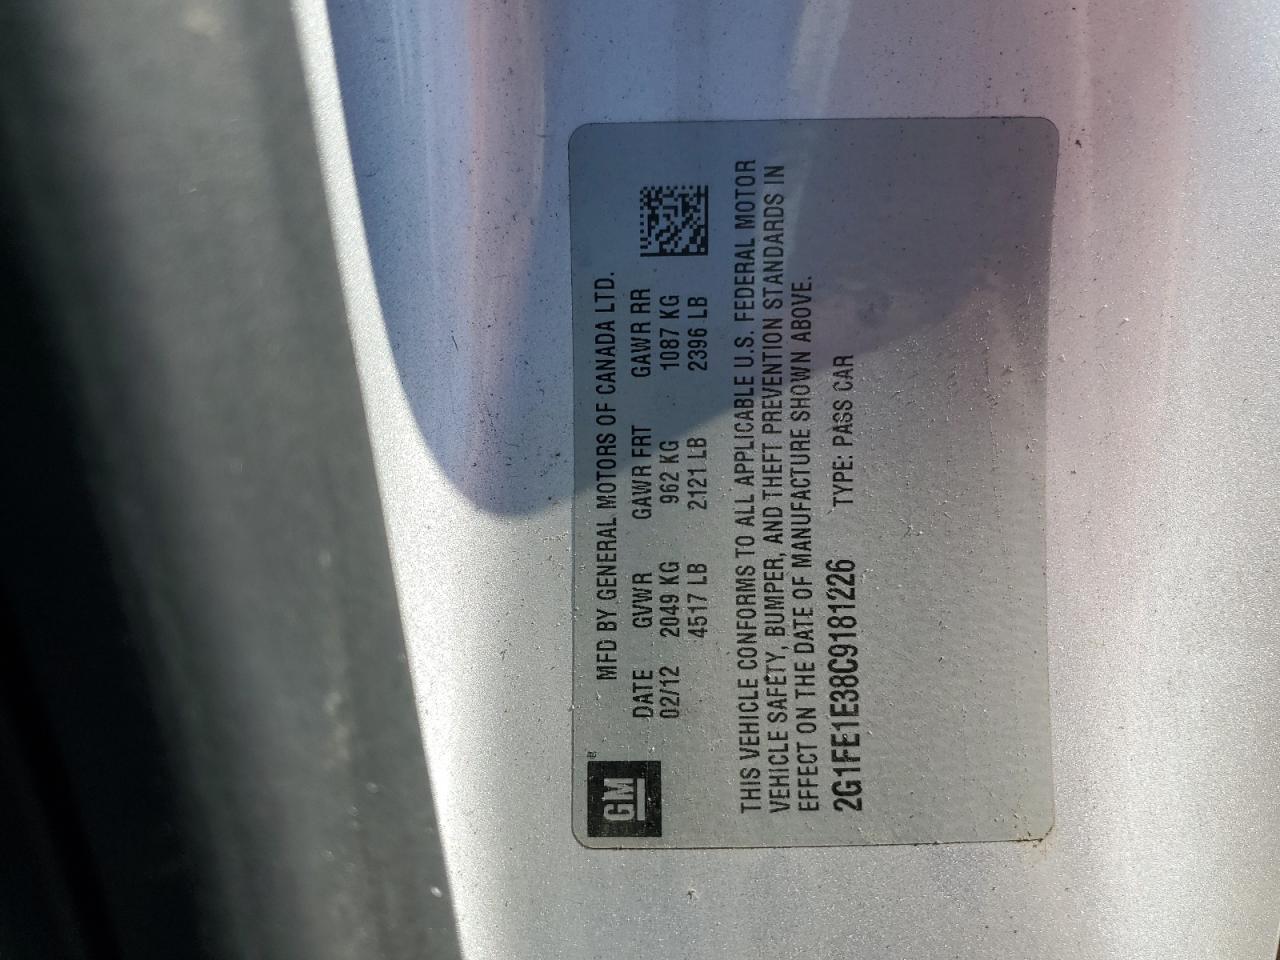 GM®
MFD BY GENERAL MOTORS OF CANADA LTD.
DATE GVWR GAWR FRT GAWR RR
02/12 2049 KG 962 KG 1087 KG
4517 LB 2121 LB 2396 LB
THIS VEHICLE CONFORMS TO ALL APPLICABLE U.S. FEDERAL MOTOR
VEHICLE SAFETY, BUMPER, AND THEFT PREVENTION STANDARDS IN
EFFECT ON THE DATE OF MANUFACTURE SHOWN ABOVE.
2G1FE1E38C9181226 TYPE: PASS CAR